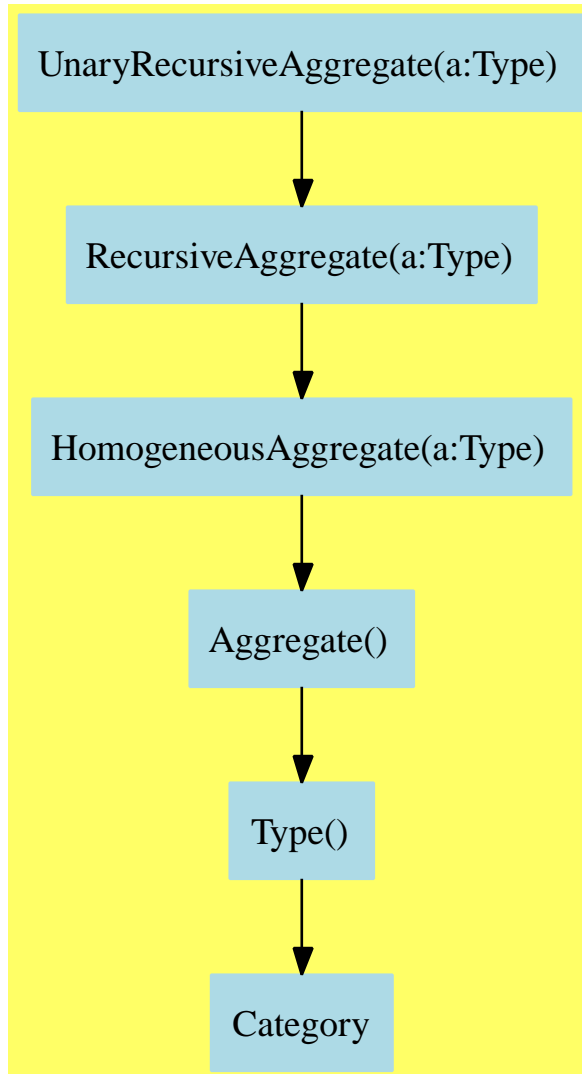 UnaryRecursiveAggregate(a:Type)
RecursiveAggregate(a:Type)
HomogeneousAggregate(a:Type)
Aggregate()
Type()
Category